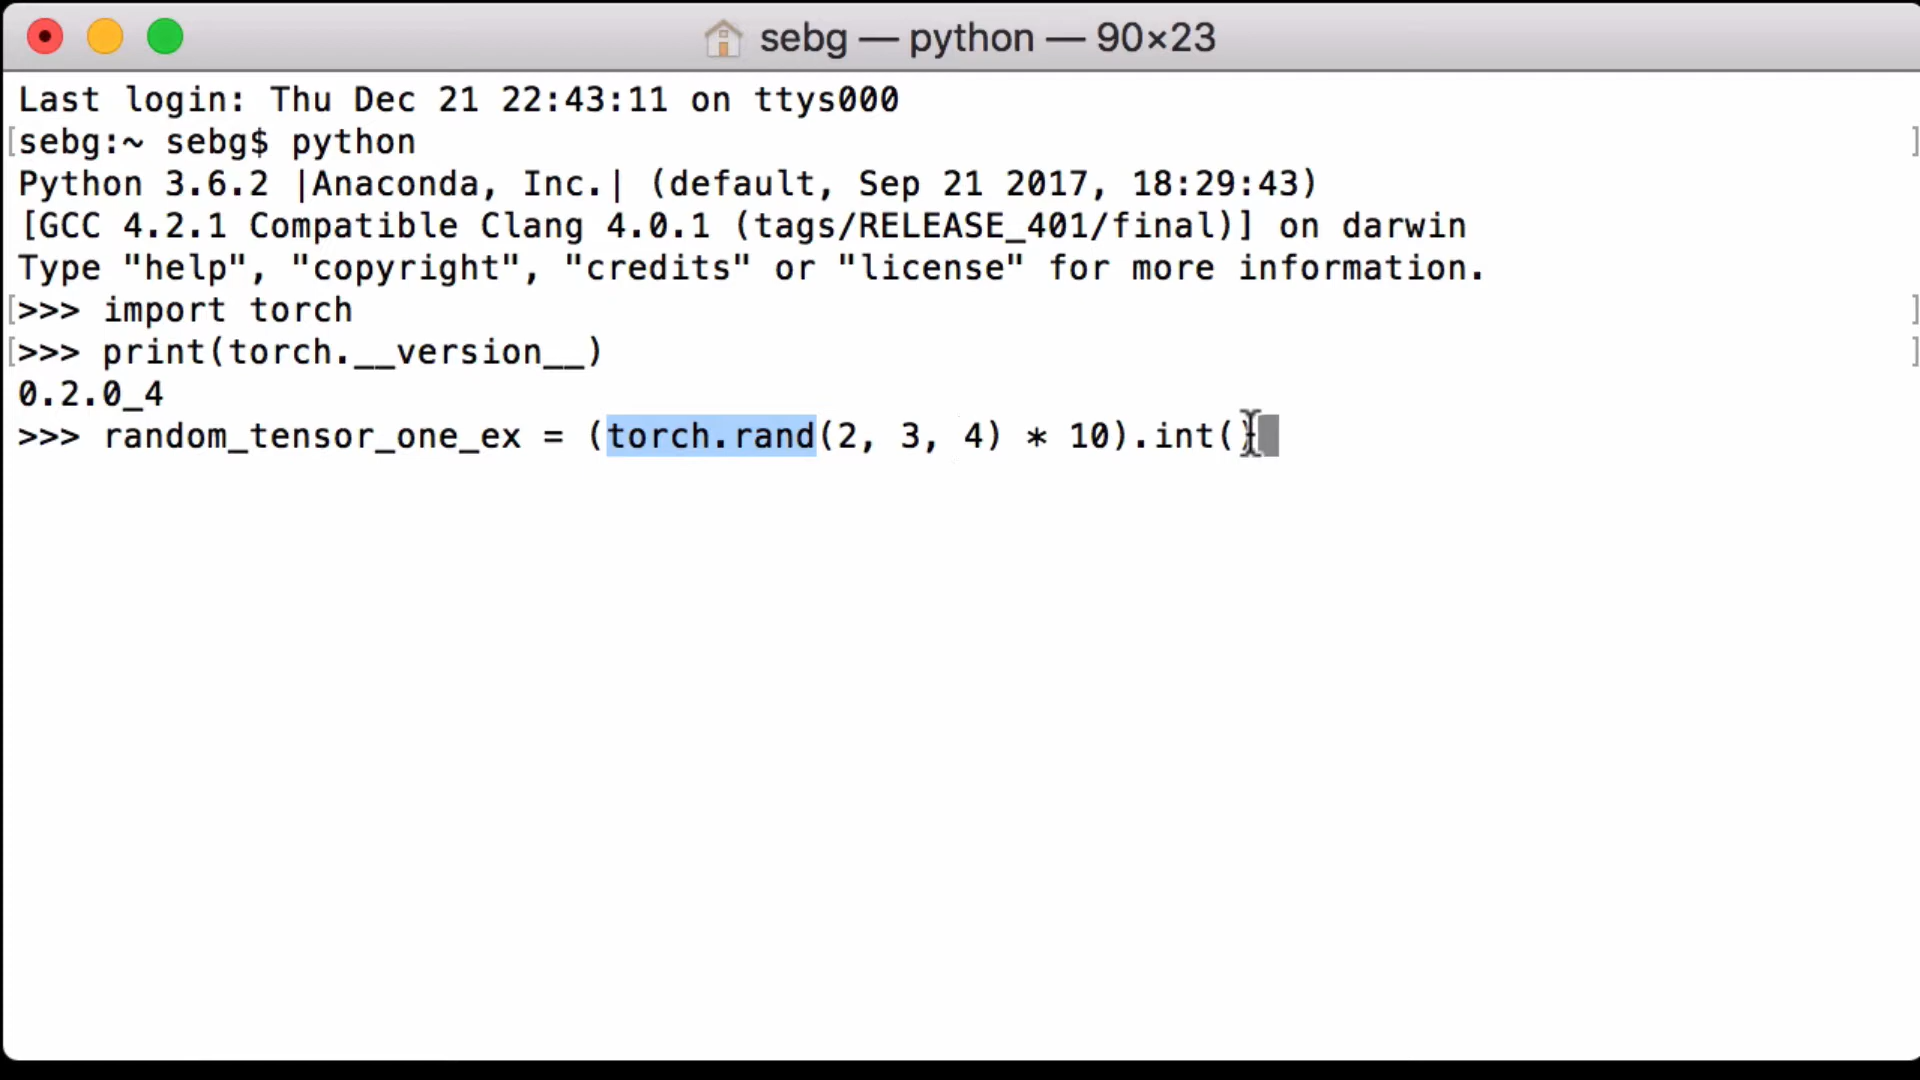 sebg — python — 90×23
Last login: Thu Dec 21 22:43:11 on ttys000
[sebg:~ sebg$ python ]
Python 3.6.2 |Anaconda, Inc.| (default, Sep 21 2017, 18:29:43)
[GCC 4.2.1 Compatible Clang 4.0.1 (tags/RELEASE_401/final)] on darwin
Type "help", "copyright", "credits" or "license" for more information.
[>>> import torch ]
[>>> print(torch.__version__) ]
0.2.0_4
>>> random_tensor_one_ex = (torch.rand(2, 3, 4) * 10).int()